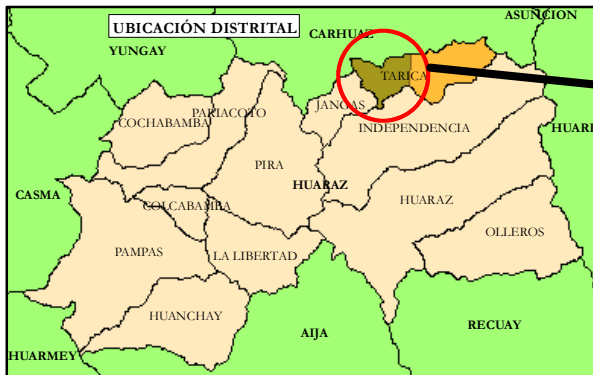 ASUNCION
UBICACIÓN DISTRITAL
CARHUAZ
YUNGAY
TARICA
JANGAS
PARIACOTO
COCHABAMBA
INDEPENDENCIA
PIRA
HUARAZ
CASMA
COLCABAMBA
HUARAZ
OLLEROS
PAMPAS
LA LIBERTAD
HUANCHAY
AIJA
RECUAY
HUARMEY